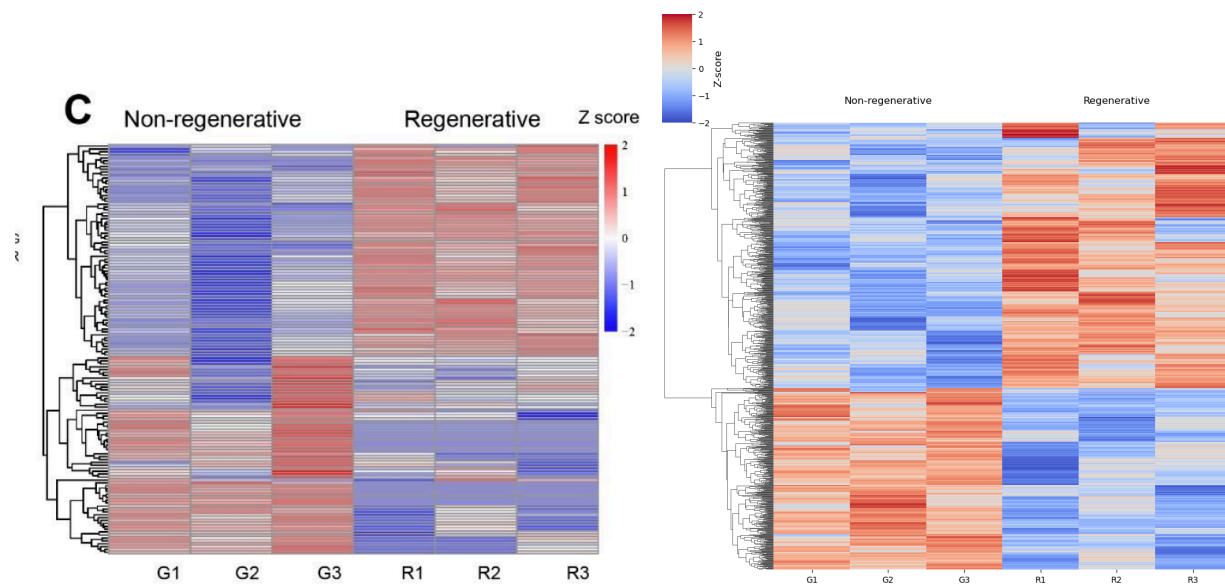 C
Non-regenerative Regenerative Z score
2
1
0
−1
−2
G1 G2 G3 R1 R2 R3
2
1
0
−1
−2
Z-score
Non-regenerative Regenerative
G1 G2 G3 R1 R2 R3